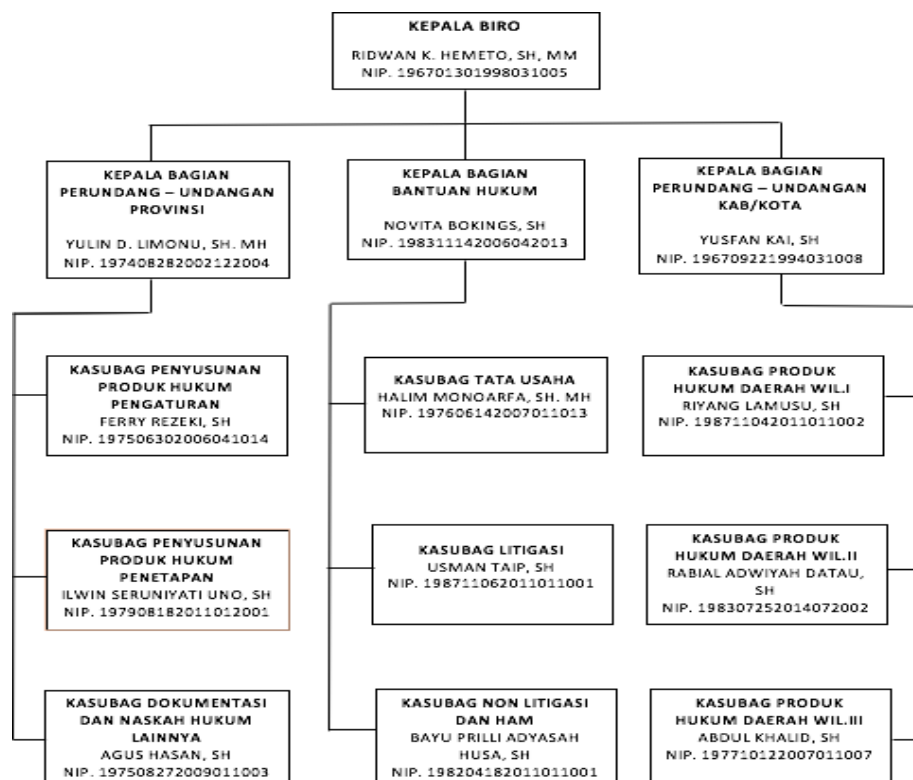 KEPALA BIRO
RIDWAN K. HEMETO, SH, MM
NIP. 196701301998031005
KEPALA BAGIAN
PERUNDANG – UNDANGAN
PROVINSI
YULIN D. LIMONU, SH. MH
NIP. 197408282002122004
KEPALA BAGIAN
BANTUAN HUKUM
NOVITA BOKINGS, SH
NIP. 198311142006042013
KEPALA BAGIAN
PERUNDANG – UNDANGAN
KAB/KOTA
YUSFAN KAI, SH
NIP. 196709221994031008
KASUBAG PENYUSUNAN
PRODUK HUKUM
PENGATURAN
FERRY REZEKI, SH
NIP. 197506302006041014
KASUBAG TATA USAHA
HALIM MONOARFA, SH. MH
NIP. 197606142007011013
KASUBAG PRODUK
HUKUM DAERAH WIL.I
RIYANG LAMUSU, SH
NIP. 198711042011011002
KASUBAG PENYUSUNAN
PRODUK HUKUM
PENETAPAN
ILWIN SERUNIYATI UNO, SH
NIP. 197908182011012001
KASUBAG LITIGASI
USMAN TAIP, SH
NIP. 198711062011011001
KASUBAG PRODUK
HUKUM DAERAH WIL.II
RABIAL ADWIYAH DATAU,
SH
NIP. 198307252014072002
KASUBAG DOKUMENTASI
DAN NASKAH HUKUM
LAINNYA
AGUS HASAN, SH
NIP. 197508272009011003
KASUBAG NON LITIGASI
DAN HAM
BAYU PRILLI ADYASAH
HUSA, SH
NIP. 198204182011011001
KASUBAG PRODUK
HUKUM DAERAH WIL.III
ABDUL KHALID, SH
NIP. 197710122007011007